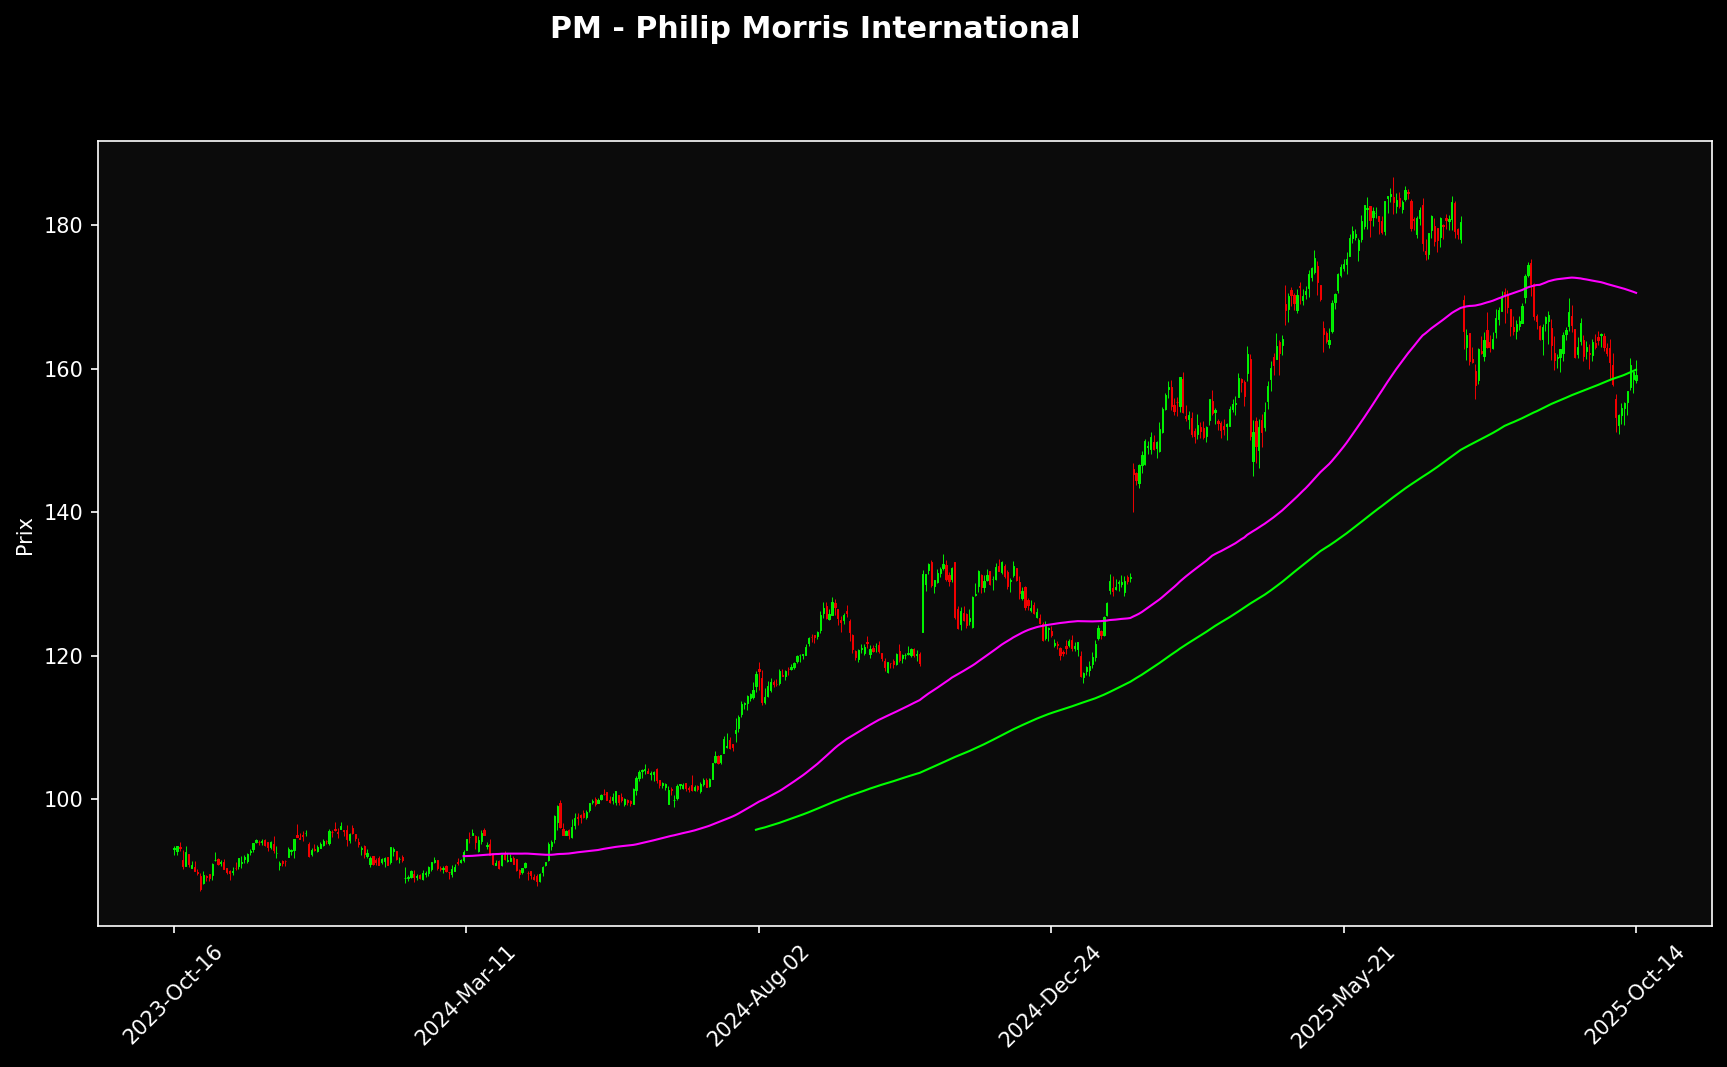 PM - Philip Morris International
Prix
180
160
140
120
100
2023-Oct-16
2024-Mar-11
2024-Aug-02
2024-Dec-24
2025-May-21
2025-Oct-14